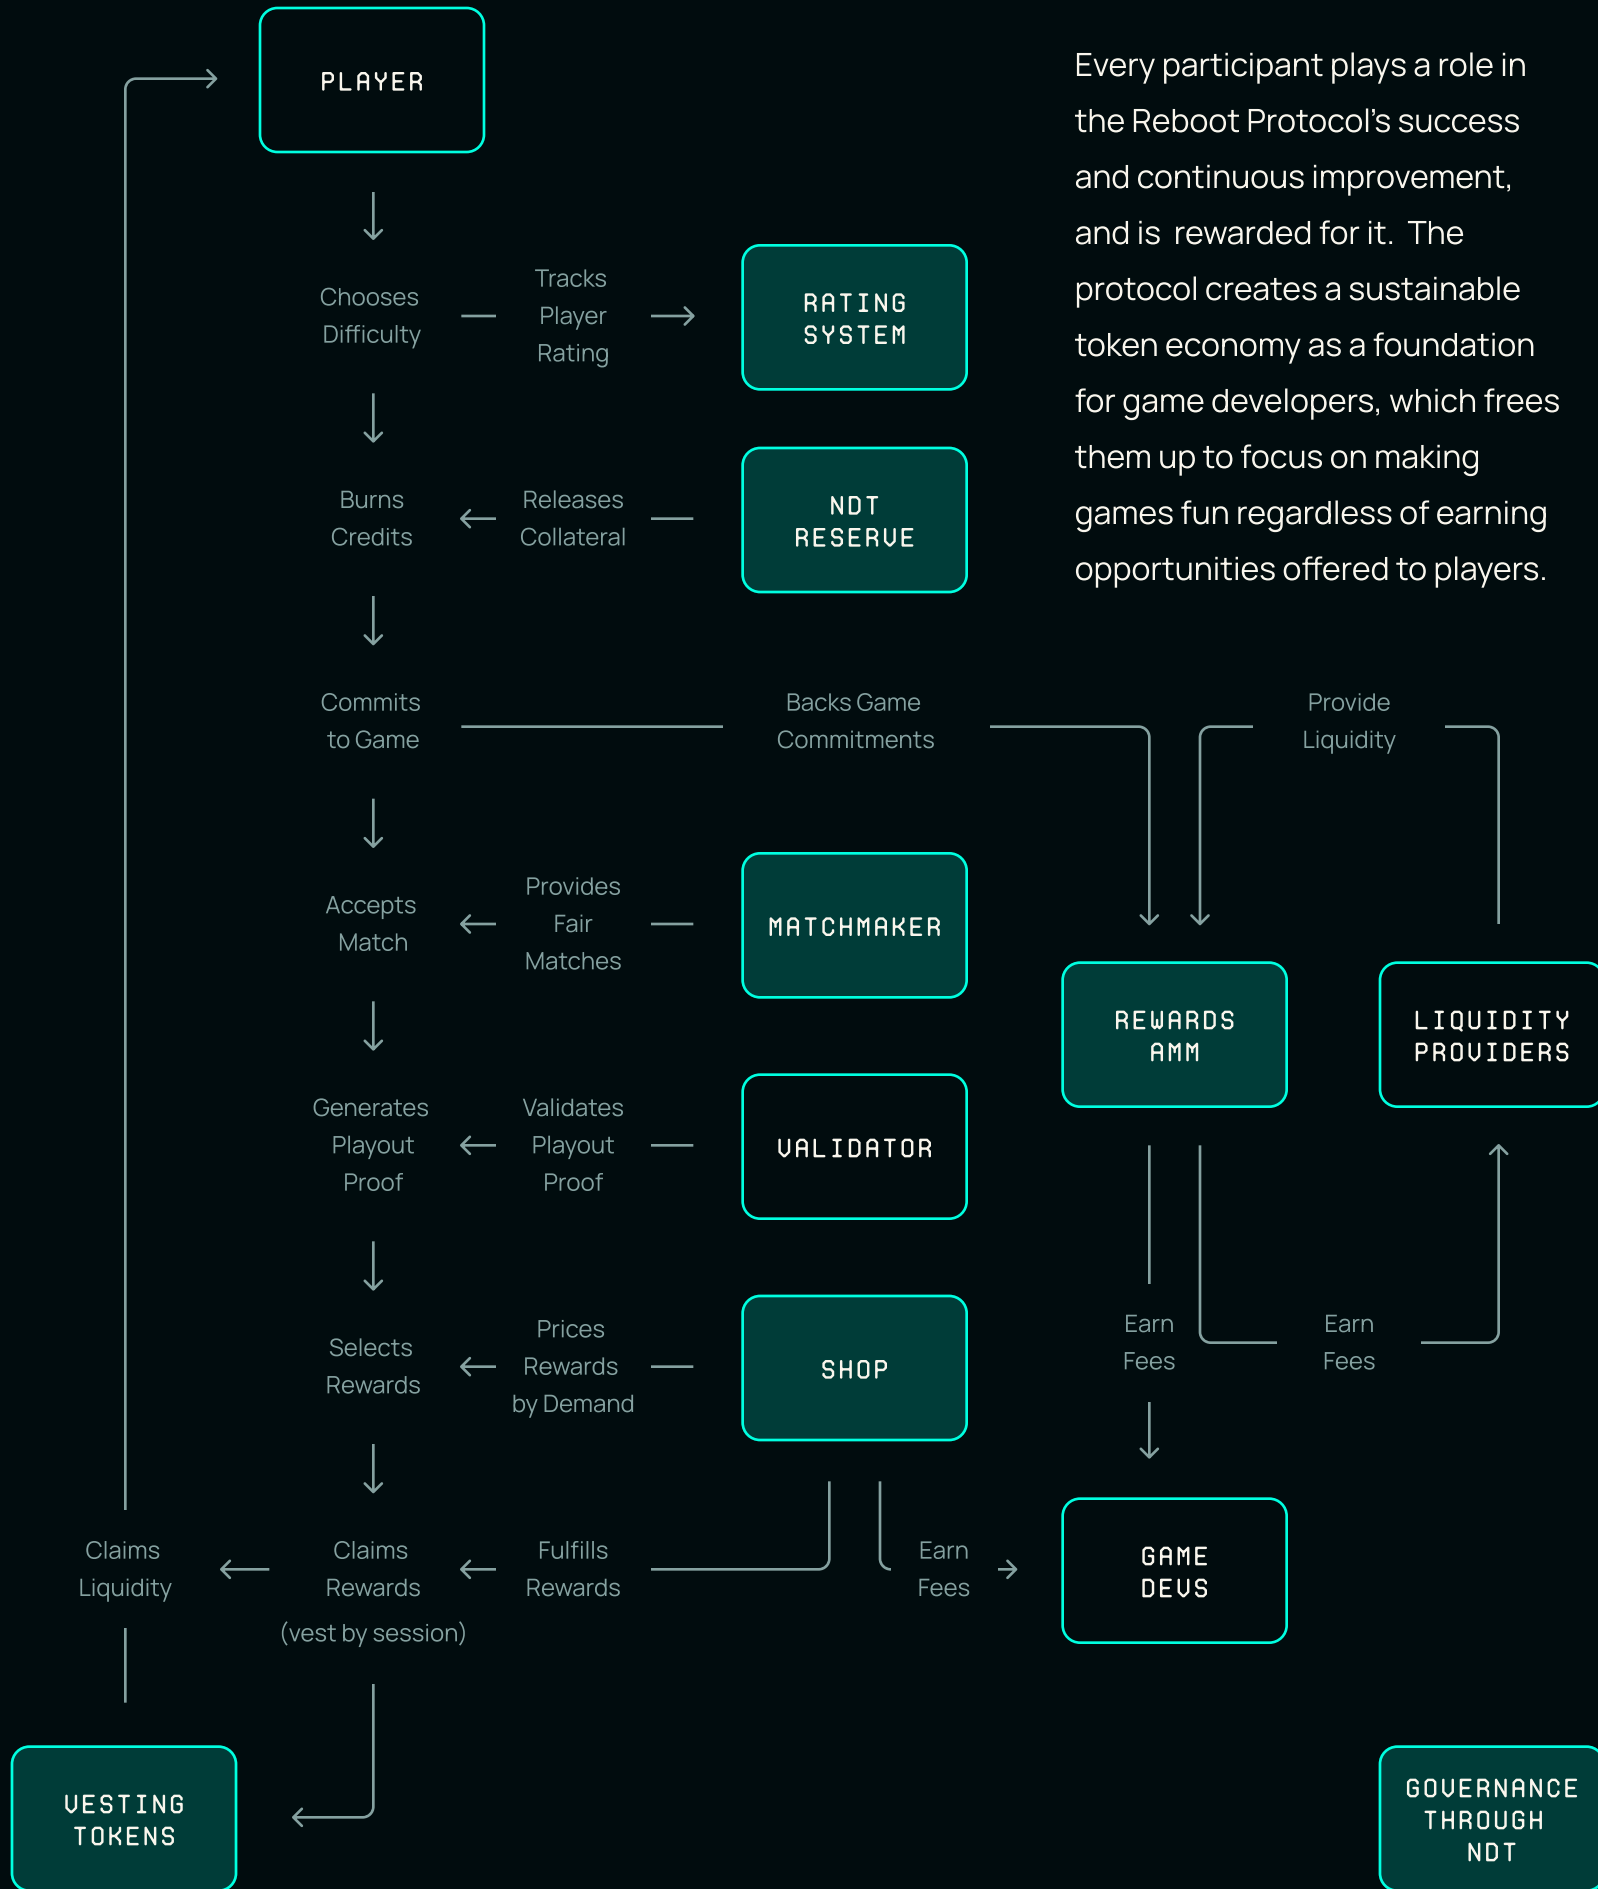 PLAYER
Every participant plays a role in
the Reboot Protocol's success
and continuous improvement,
and is  rewarded for it.  The
protocol creates a sustainable
token economy as a foundation
for game developers, which frees
them up to focus on making
games fun regardless of earning
opportunities offered to players.
Chooses
Difficulty
Tracks
Player
Rating
RATING
SYSTEM
Burns
Credits
Releases
Collateral
NDT
RESERVE
Commits
to Game
Backs Game
Commitments
Provide
Liquidity
Accepts
Match
Provides
Fair
Matches
MATCHMAKER
REWARDS
AMM
LIQUIDITY
PROVIDERS
Generates
Playout
Proof
Validates
Playout
Proof
VALIDATOR
Selects
Rewards
Prices
Rewards
by Demand
SHOP
Earn
Fees
Earn
Fees
Claims
Liquidity
Claims
Rewards
(vest by session)
Fulfills
Rewards
Earn
Fees
GAME
DEVS
VESTING
TOKENS
GOVERNANCE
THROUGH
NDT